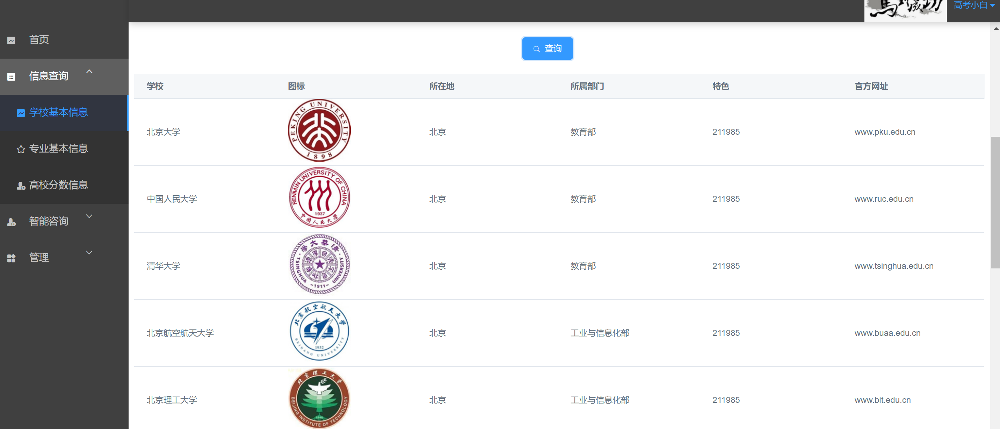 高考小白
首页
信息查询
学校基本信息
专业基本信息
高校分数信息
智能咨询
管理
查询
学校 图标 所在地 所属部门 特色 官方网址
北京大学 PEKING UNIVERSITY 1898 北京 教育部 211985 www.pku.edu.cn
中国人民大学 RENMIN UNIVERSITY OF CHINA 1937 中国人民大学 北京 教育部 211985 www.ruc.edu.cn
清华大学 TSINGHUA UNIVERSITY -1911- 北京 教育部 211985 www.tsinghua.edu.cn
北京航空航天大学 北京航空航天大学 1952 BEIHANG UNIVERSITY 北京 工业与信息化部 211985 www.buaa.edu.cn
北京理工大学 北京理工大学 1940 BEIJING INSTITUTE OF TECHNOLOGY 北京 工业与信息化部 211985 www.bit.edu.cn